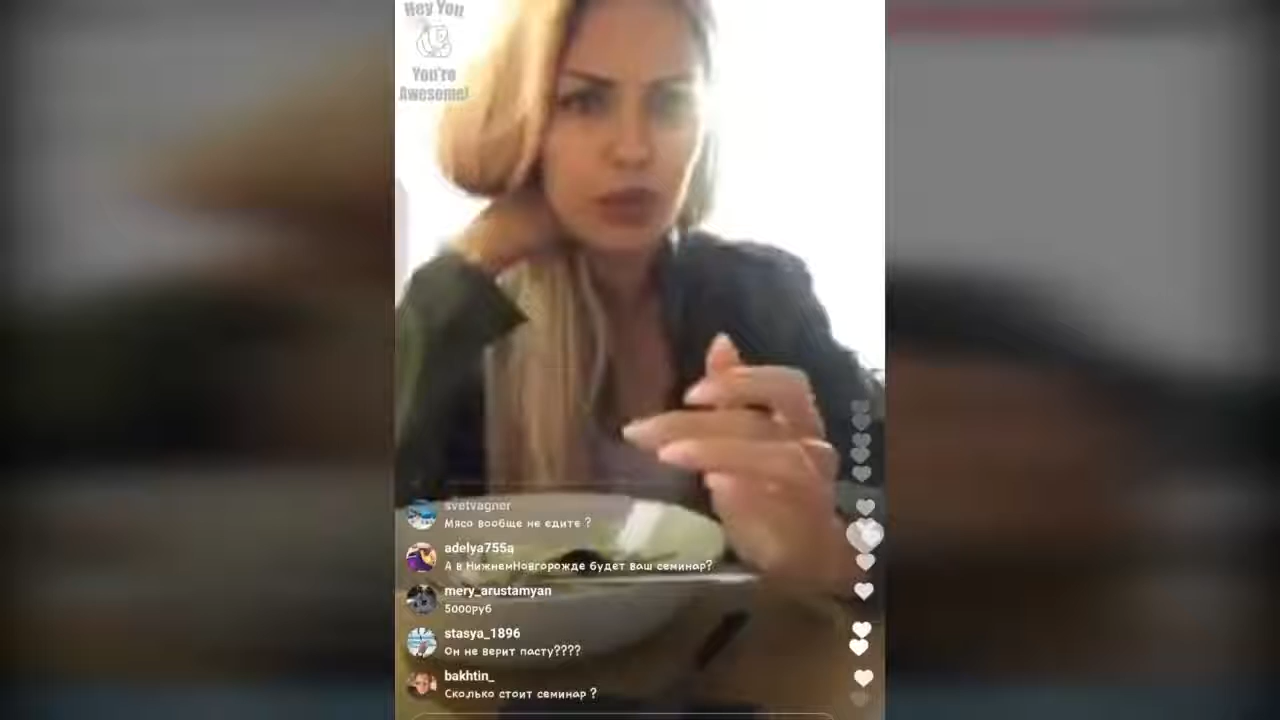 Hey You
You're
Awesome!
svetvagner
Мясо вообще не едите ?
adelya755a
А в НижнемНовгорожде будет ваш семинар?
mery_arustamyan
5000руб
stasya_1896
Он не верит пасту????
bakhtin_
Сколько стоит семинар ?